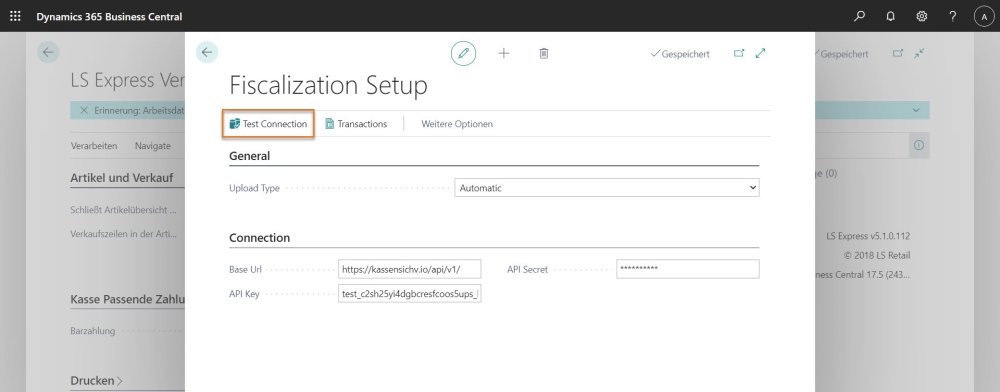 Dynamics 365 Business Central
?
A
Gespeichert
Gespeichert
LS Express Ver
Fiscalization Setup
Erinnerung: Arbeitsdat
Test Connection
Transactions
Weitere Optionen
Verarbeiten Navigate
General
Artikel und Verkauf
ge (0)
Upload Type
Automatic
Schließt Artikelübersicht ...
Verkaufszeilen in der Arti...
Connection
LS Express v5.1.0.112
© 2018 LS Retail
Base Url
https://kassensichv.io/api/v1/
API Secret
**********
ness Central 17.5 (243...
API Key
test_c2sh25yi4dgbcresfcoos5ups_
Kasse Passende Zahlu
Barzahlung
Drucken